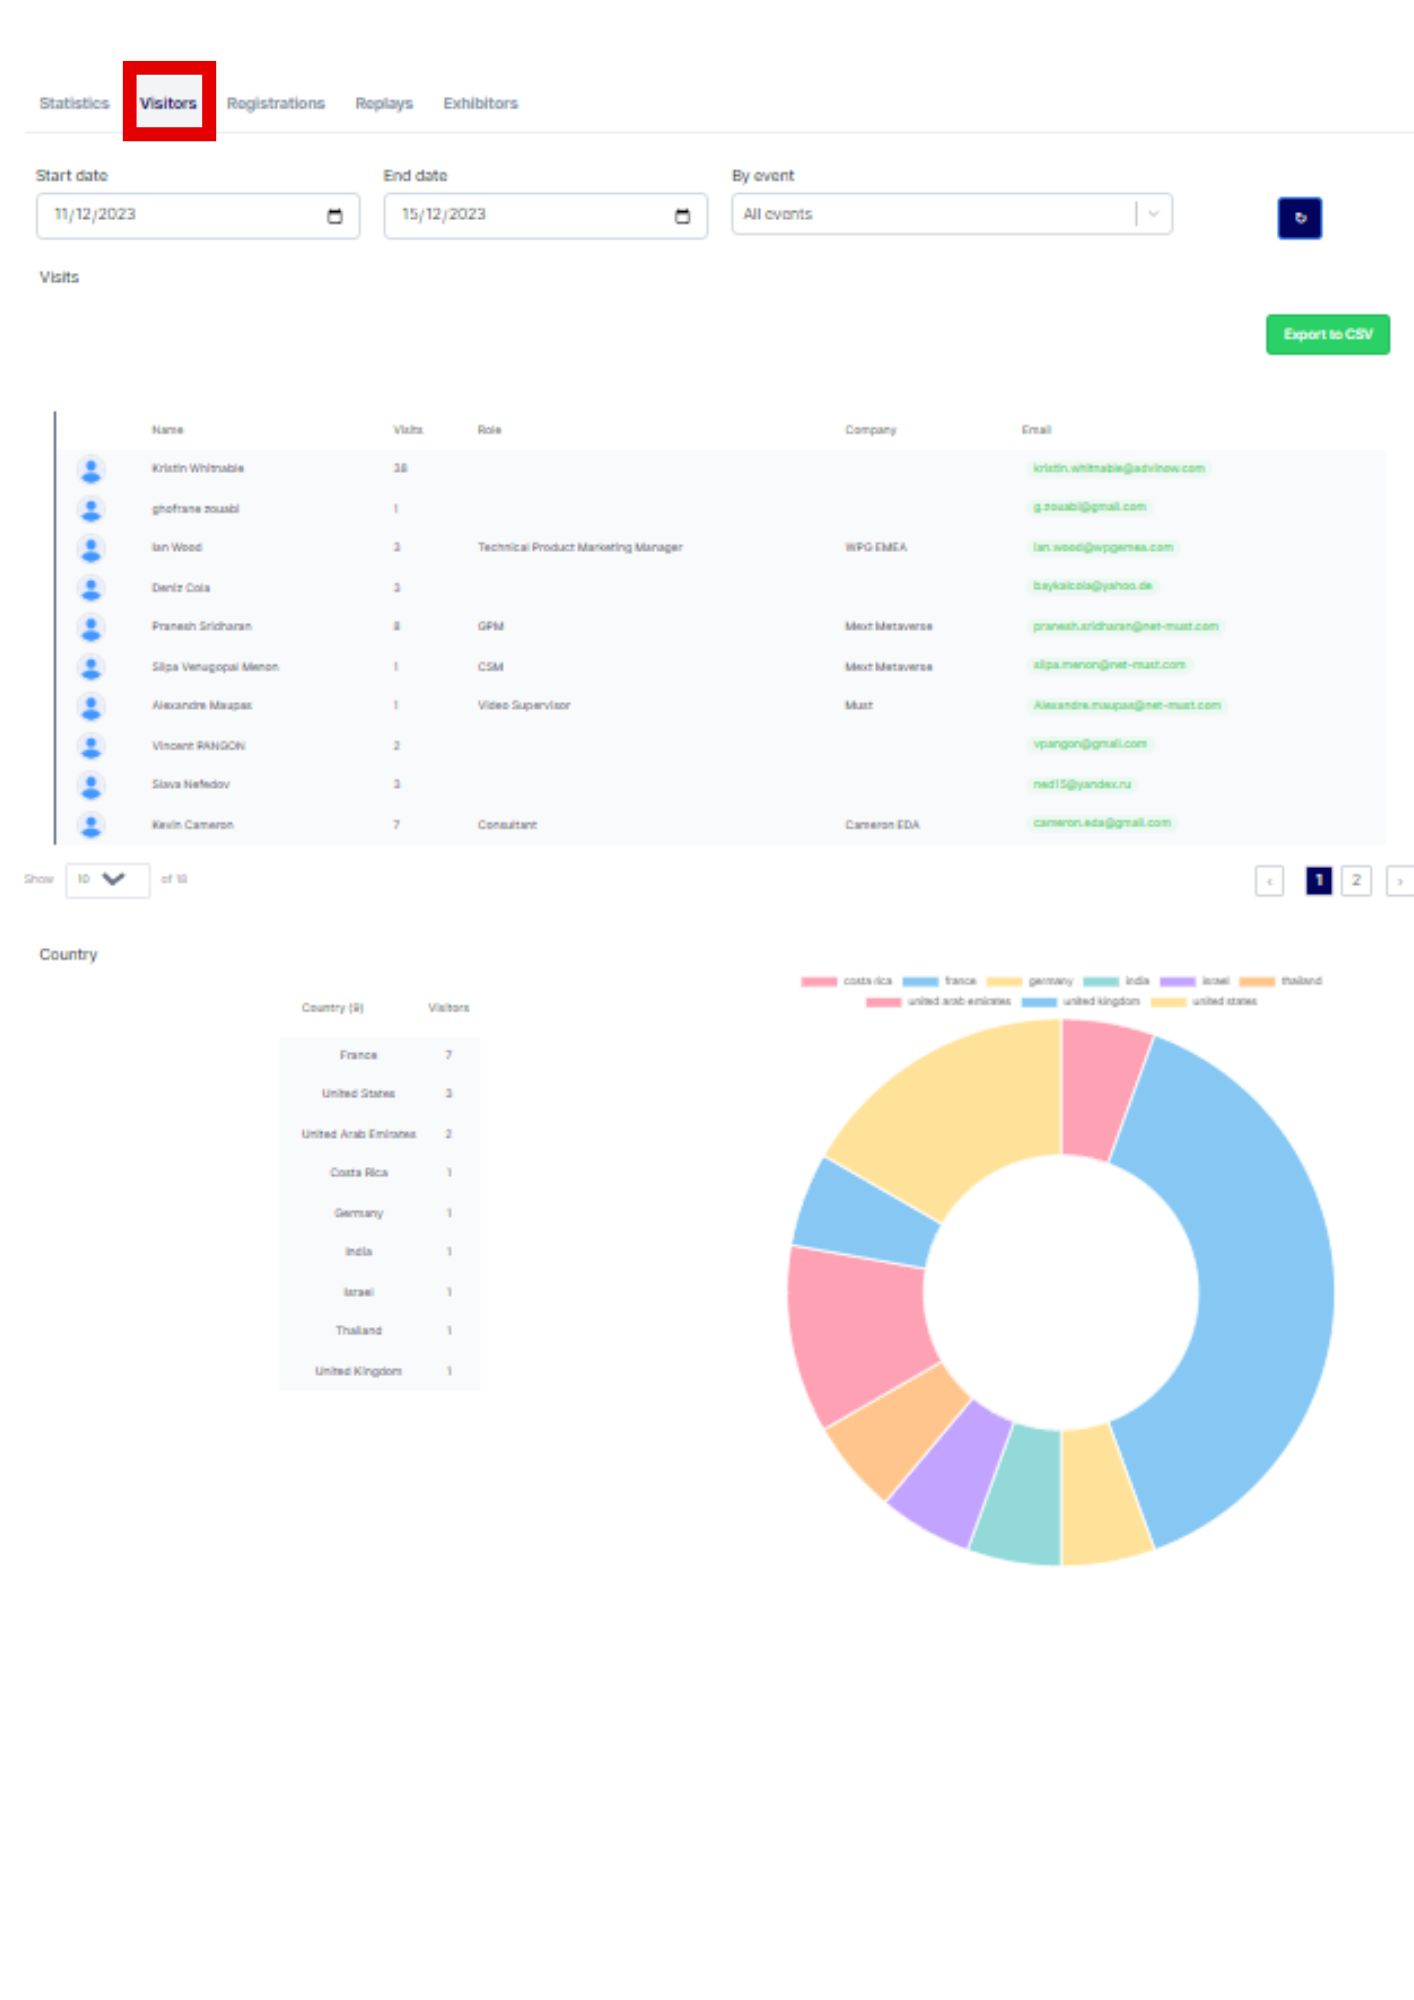 Statistics Visitors Registrations Replays Exhibitors
Start date End date By event
11/12/2023 15/12/2023 All events
Visits
Export to CSV
Name Visits Role Company Email
Kristin Whitnable 38 kristin.whitnable@advinow.com
ghofrane zouabi 1 g.zouabi@gmail.com
Ian Wood 3 Technical Product Marketing Manager WPG EMEA ian.wood@wpgemea.com
Deniz Cola 3 baykalcola@yahoo.de
Pranesh Sridharan 8 GPM Mext Metaverse pranesh.sridharan@net-must.com
Silpa Venugopal Menon 1 CSM Mext Metaverse silpa.menon@net-must.com
Alexandre Maupas 1 Video Supervisor Must Alexandre.maupas@net-must.com
Vincent PANGON 2 vpangon@gmail.com
Slava Nefedov 3 ned15@yandex.ru
Kevin Cameron 7 Consultant Cameron EDA cameron.eda@gmail.com
Show 10 of 18 ‹ 1 2 ›
Country
costa rica france germany india israel thailand
united arab emirates united kingdom united states
Country (9) Visitors
France 7
United States 3
United Arab Emirates 2
Costa Rica 1
Germany 1
India 1
Israel 1
Thailand 1
United Kingdom 1